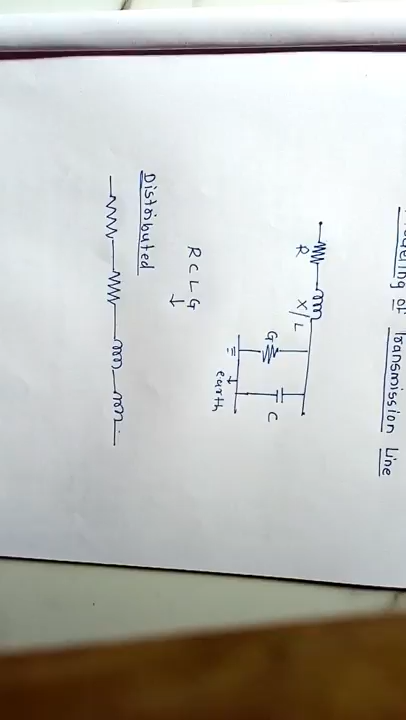 of Transmission Line
R
X/L
G
C
earth
R C L G
Distributed